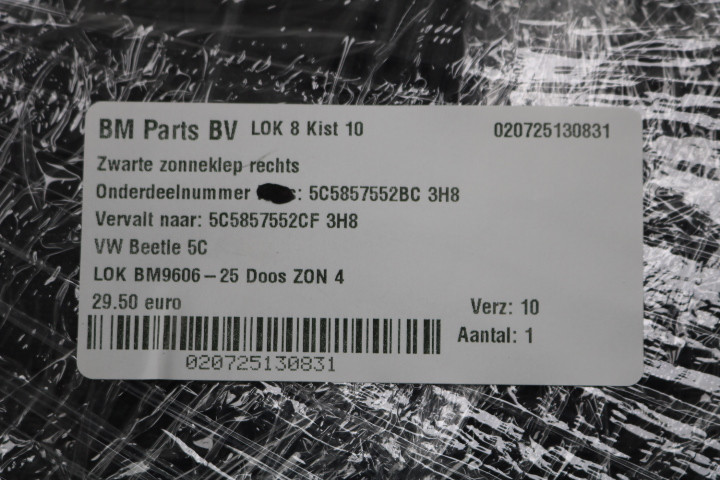 BM Parts BV LOK 8 Kist 10 020725130831
Zwarte zonneklep rechts
Onderdeelnummer : 5C5857552BC 3H8
Vervalt naar: 5C5857552CF 3H8
VW Beetle 5C
LOK BM9606-25 Doos ZON 4
29.50 euro Verz: 10
Aantal: 1
020725130831